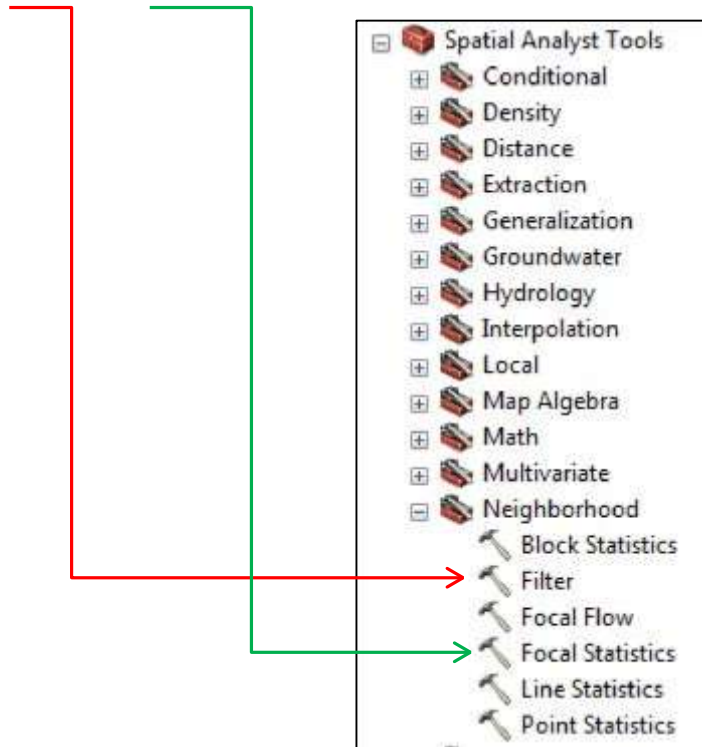 Spatial Analyst Tools
Conditional
Density
Distance
Extraction
Generalization
Groundwater
Hydrology
Interpolation
Local
Map Algebra
Math
Multivariate
Neighborhood
Block Statistics
Filter
Focal Flow
Focal Statistics
Line Statistics
Point Statistics